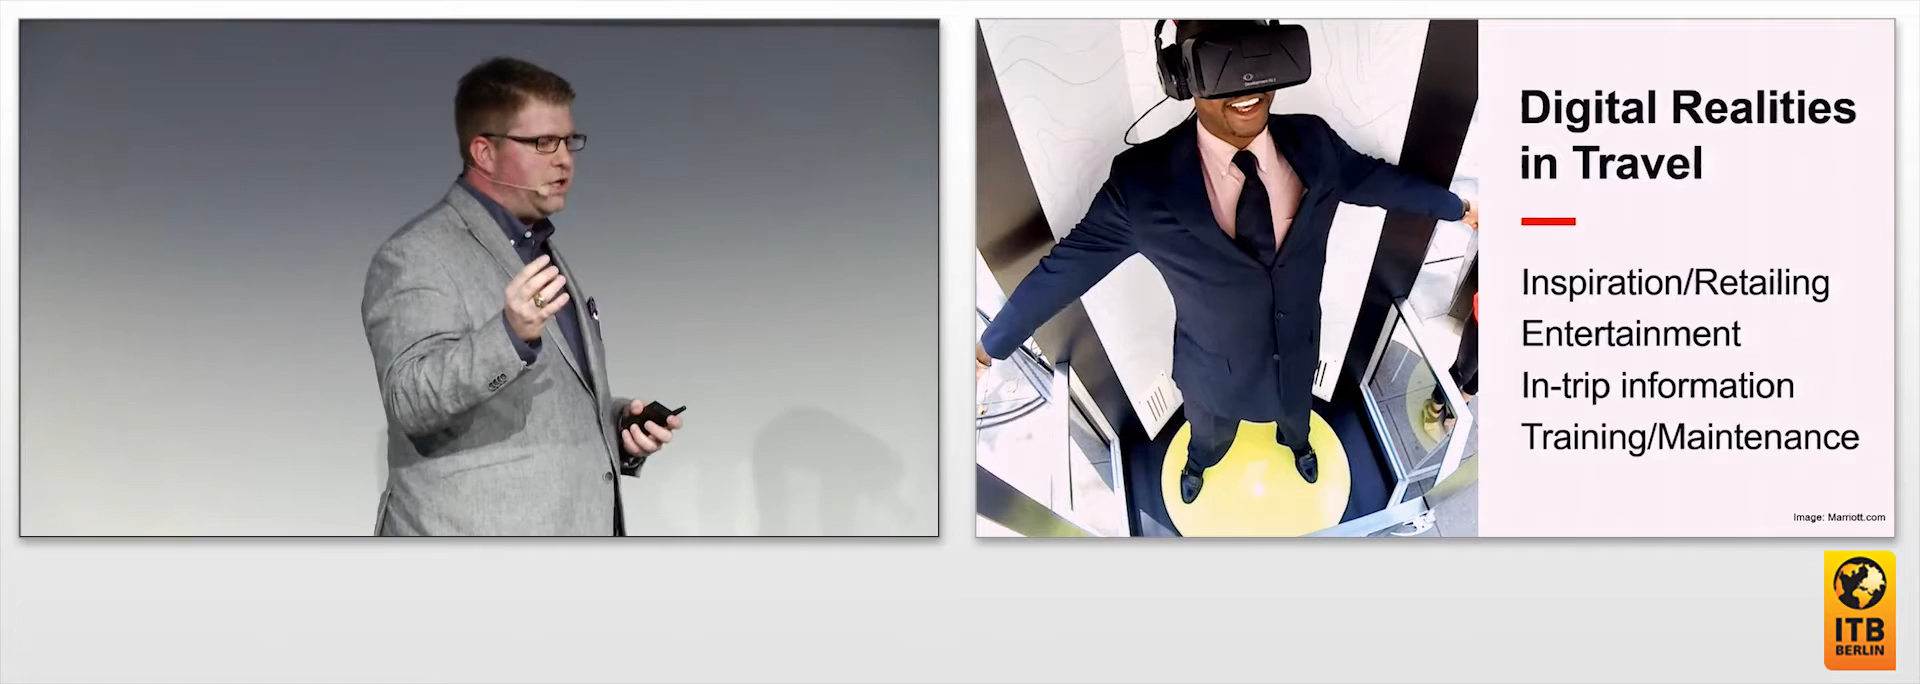 Digital Realities
in Travel
Inspiration/Retailing
Entertainment
In-trip information
Training/Maintenance
Image: Marriott.com
ITB
BERLIN